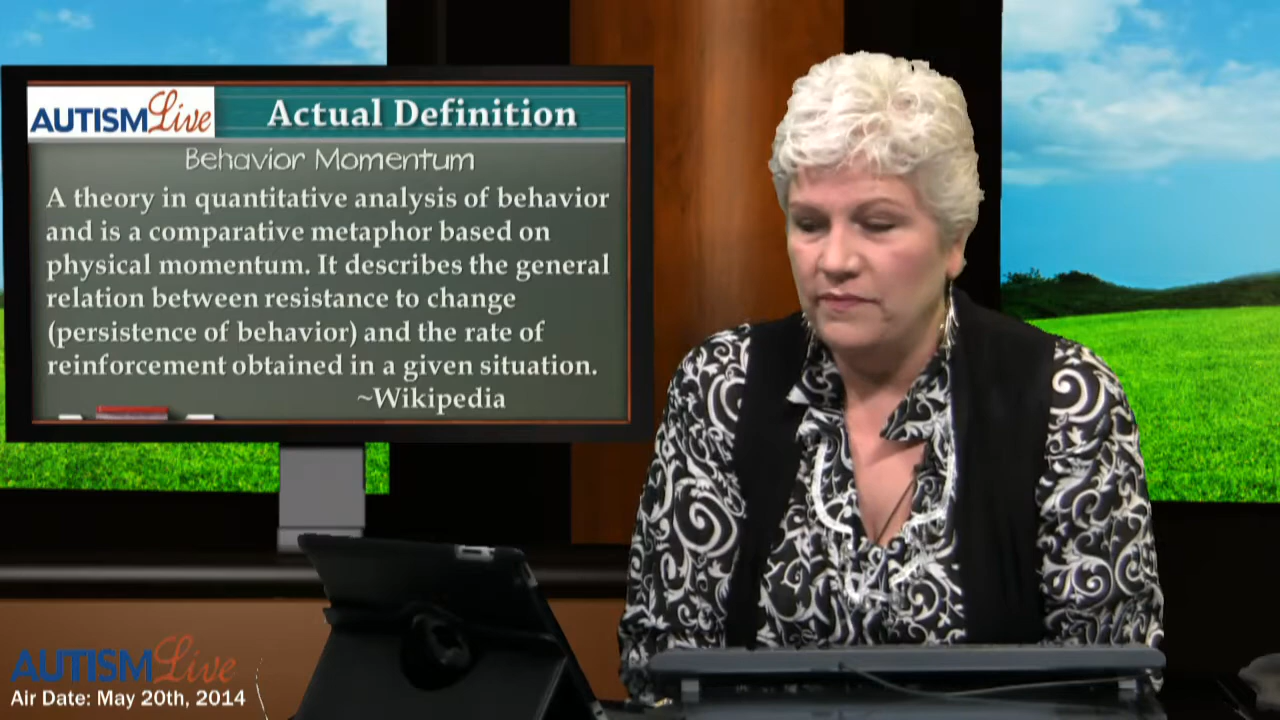 AUTISM Live
Actual Definition
Behavior Momentum
A theory in quantitative analysis of behavior
and is a comparative metaphor based on
physical momentum. It describes the general
relation between resistance to change
(persistence of behavior) and the rate of
reinforcement obtained in a given situation.
~Wikipedia
AUTISM Live
Air Date: May 20th, 2014